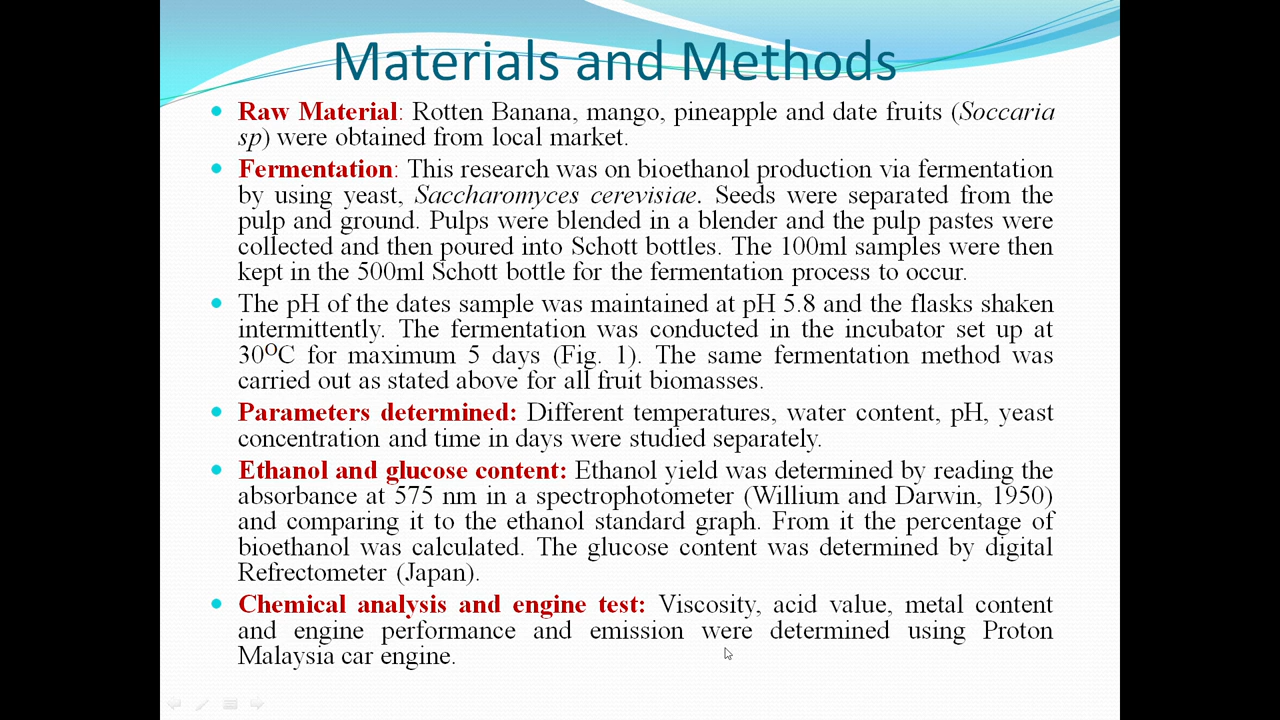 Materials and Methods
Raw Material: Rotten Banana, mango, pineapple and date fruits (Soccaria
sp) were obtained from local market.
Fermentation: This research was on bioethanol production via fermentation
by using yeast, Saccharomyces cerevisiae. Seeds were separated from the
pulp and ground. Pulps were blended in a blender and the pulp pastes were
collected and then poured into Schott bottles. The 100ml samples were then
kept in the 500ml Schott bottle for the fermentation process to occur.
The pH of the dates sample was maintained at pH 5.8 and the flasks shaken
intermittently. The fermentation was conducted in the incubator set up at
30°C for maximum 5 days (Fig. 1). The same fermentation method was
carried out as stated above for all fruit biomasses.
Parameters determined: Different temperatures, water content, pH, yeast
concentration and time in days were studied separately.
Ethanol and glucose content: Ethanol yield was determined by reading the
absorbance at 575 nm in a spectrophotometer (Willium and Darwin, 1950)
and comparing it to the ethanol standard graph. From it the percentage of
bioethanol was calculated. The glucose content was determined by digital
Refrectometer (Japan).
Chemical analysis and engine test: Viscosity, acid value, metal content
and engine performance and emission were determined using Proton
Malaysia car engine.